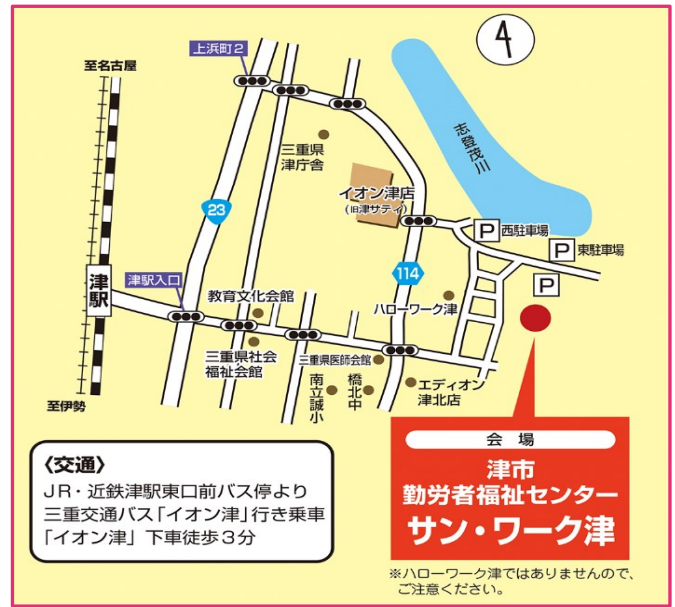 4
上浜町2
至名古屋
三重県
津庁舎
志登茂川
イオン津店
(旧津サティ)
23
P
西駐車場
P
東駐車場
津駅
津駅入口
114
P
教育文化会館
ハローワーク津
三重県社会
福祉会館
三重県医師会館
南立誠小
橋北中
エディオン
津北店
至伊勢
会場
津市
勤労者福祉センター
サン・ワーク津
〈交通〉
JR・近鉄津駅東口前バス停より
三重交通バス「イオン津」行き乗車
「イオン津」下車徒歩3分
※ハローワーク津ではありませんので、
ご注意ください。